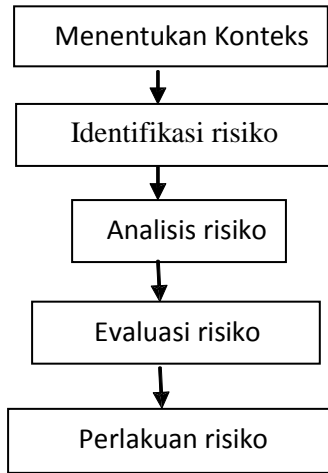 Menentukan Konteks
Identifikasi risiko
Analisis risiko
Evaluasi risiko
Perlakuan risiko